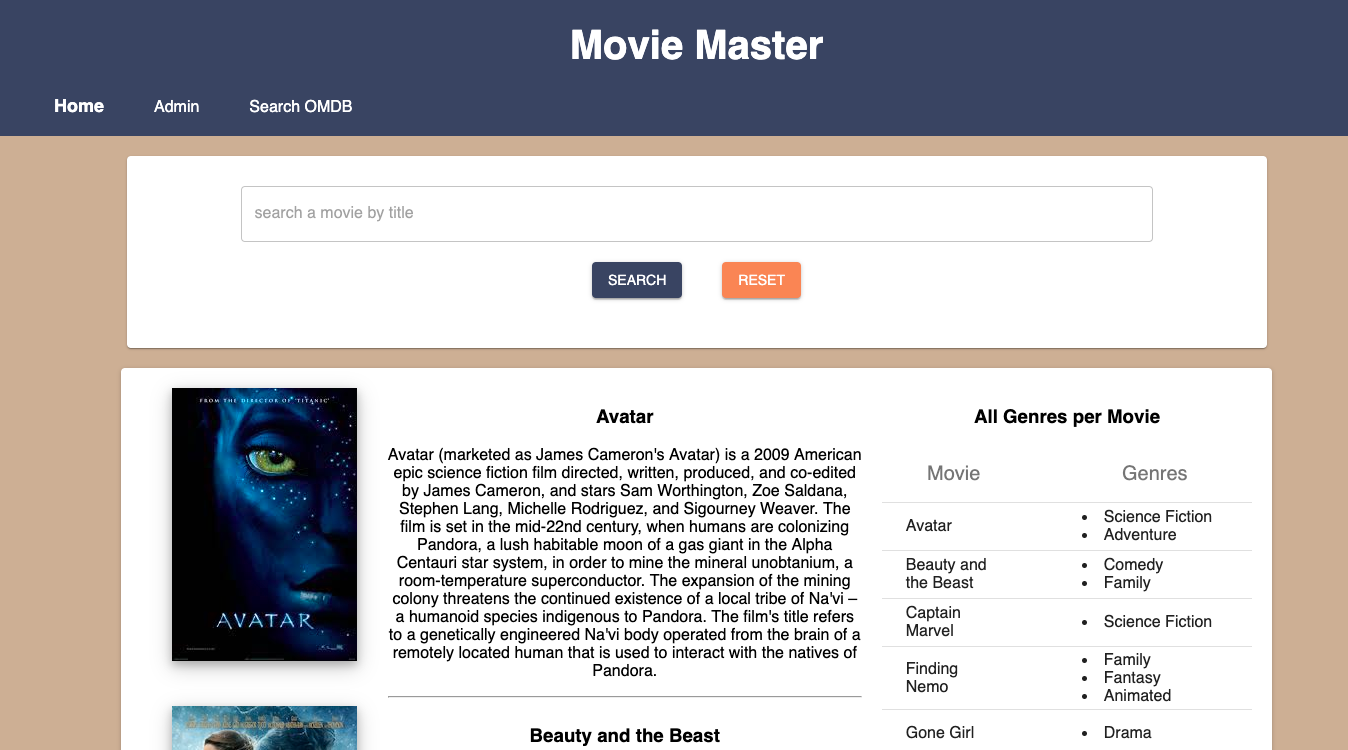 Movie Master
Home Admin Search OMDB
search a movie by title
SEARCH RESET
FROM THE DIRECTOR OF 'TITANIC'
AVATAR
Avatar
Avatar (marketed as James Cameron's Avatar) is a 2009 American
epic science fiction film directed, written, produced, and co-edited
by James Cameron, and stars Sam Worthington, Zoe Saldana,
Stephen Lang, Michelle Rodriguez, and Sigourney Weaver. The
film is set in the mid-22nd century, when humans are colonizing
Pandora, a lush habitable moon of a gas giant in the Alpha
Centauri star system, in order to mine the mineral unobtanium, a
room-temperature superconductor. The expansion of the mining
colony threatens the continued existence of a local tribe of Na'vi –
a humanoid species indigenous to Pandora. The film's title refers
to a genetically engineered Na'vi body operated from the brain of a
remotely located human that is used to interact with the natives of
Pandora.
Beauty and the Beast
All Genres per Movie
Movie Genres
Avatar
• Science Fiction
• Adventure
Beauty and
the Beast
• Comedy
• Family
Captain
Marvel
• Science Fiction
Finding
Nemo
• Family
• Fantasy
• Animated
Gone Girl
• Drama